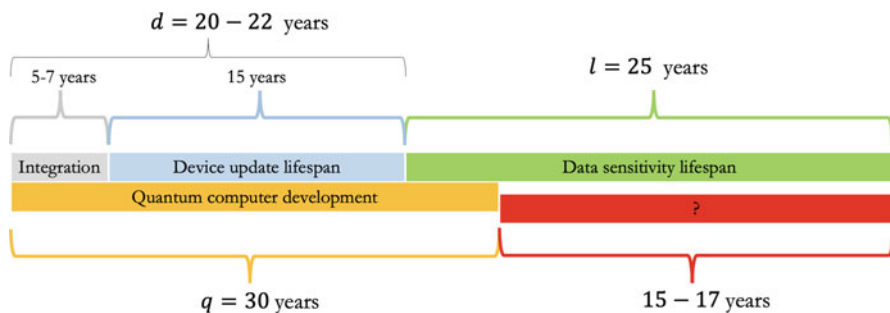 d = 20 − 22 years
5-7 years
15 years
l = 25 years
Integration
Device update lifespan
Data sensitivity lifespan
Quantum computer development
?
q = 30 years
15 − 17 years